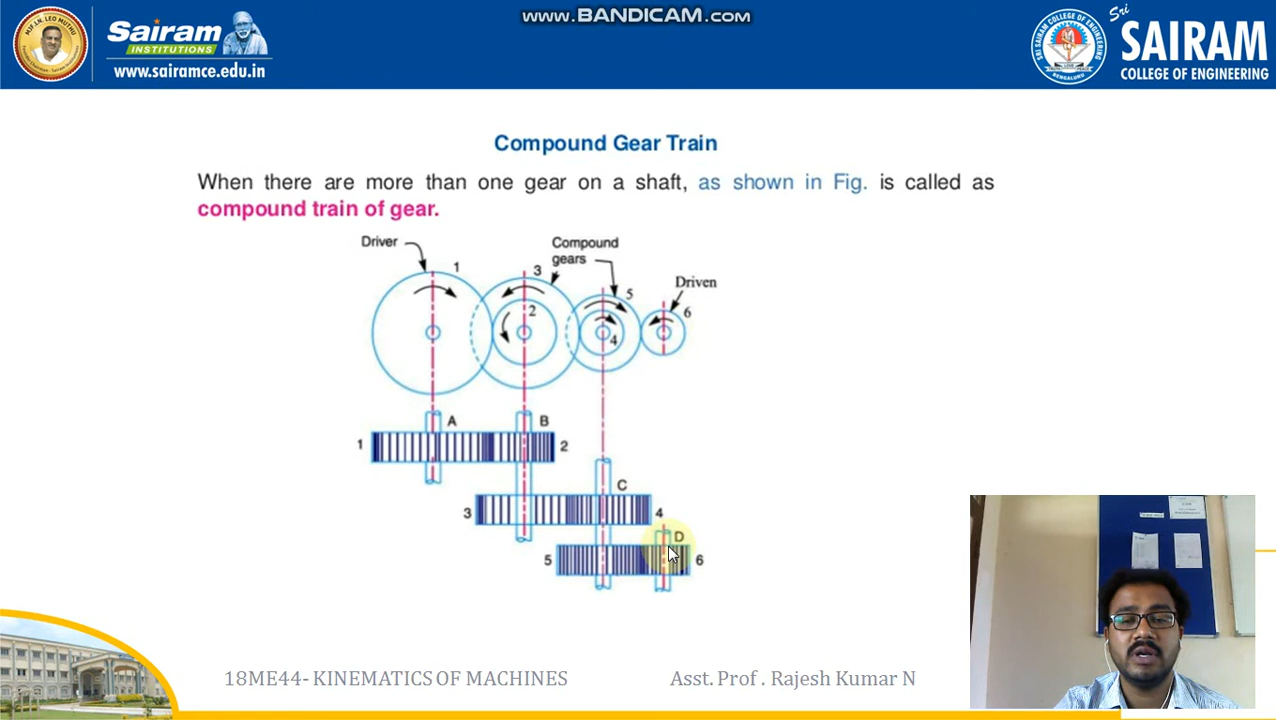 www.BANDICAM.com
Sairam
INSTITUTIONS
www.sairamce.edu.in
Sri
SAIRAM
COLLEGE OF ENGINEERING
Compound Gear Train
When there are more than one gear on a shaft, as shown in Fig. is called as
compound train of gear.
Driver
1
3
Compound
gears
5
Driven
6
2
4
A
B
1
2
C
3
4
D
5
6
18ME44- KINEMATICS OF MACHINES
Asst. Prof . Rajesh Kumar N